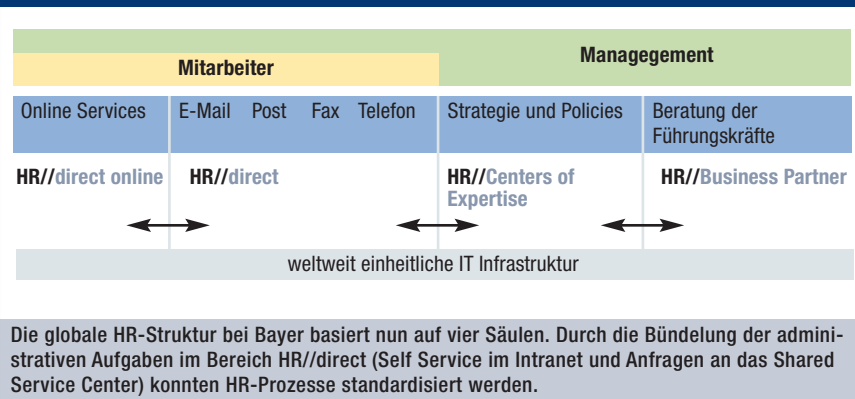 Managegement
Mitarbeiter
Online Services E-Mail Post Fax Telefon Strategie und Policies Beratung der
Führungskräfte
HR//direct online HR//direct HR//Centers of HR//Business Partner
Expertise
weltweit einheitliche IT Infrastruktur
Die globale HR-Struktur bei Bayer basiert nun auf vier Säulen. Durch die Bündelung der admini-
strativen Aufgaben im Bereich HR//direct (Self Service im Intranet und Anfragen an das Shared
Service Center) konnten HR-Prozesse standardisiert werden.